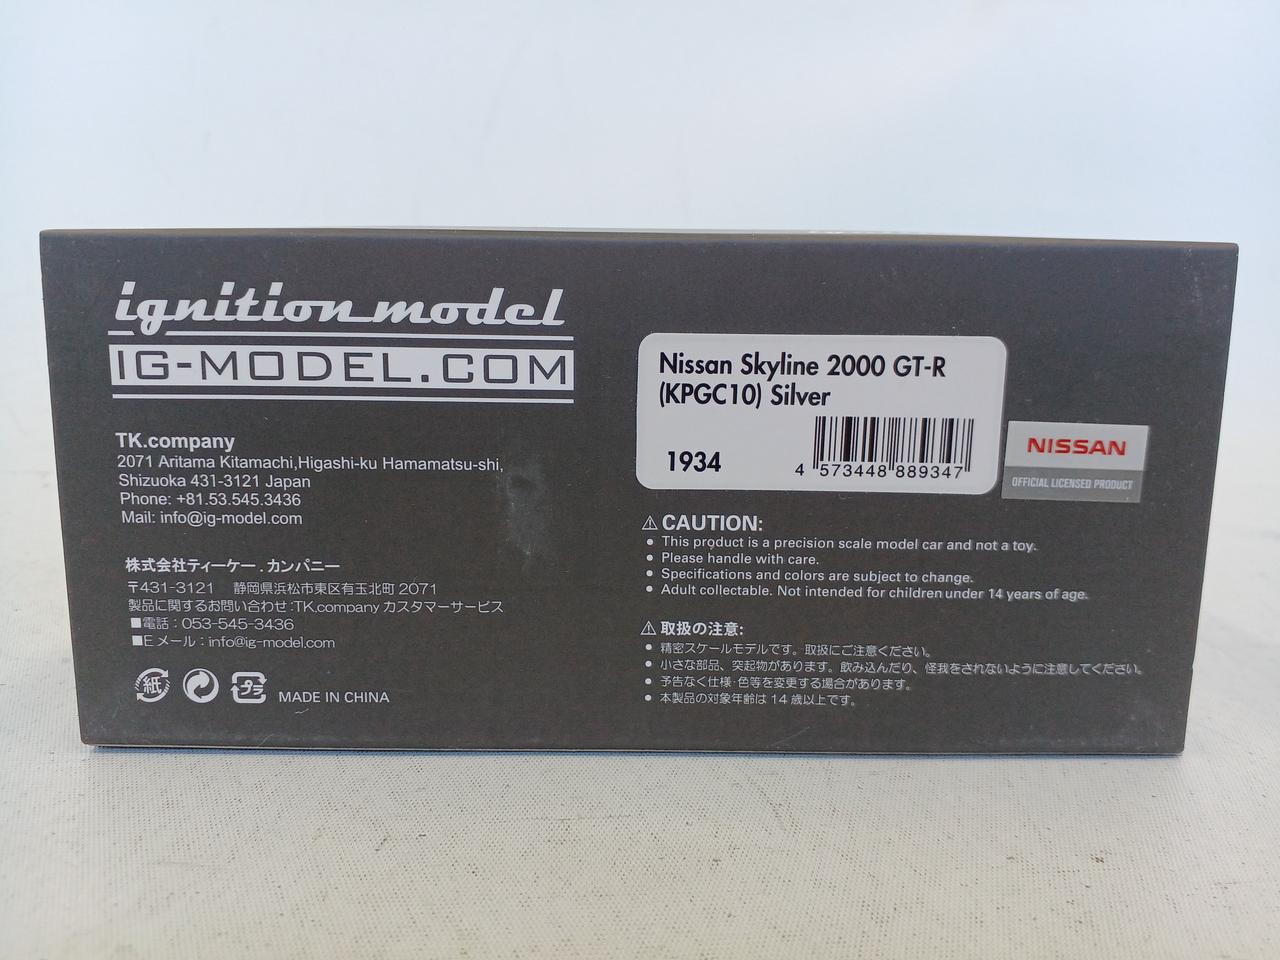 ignition model
IG-MODEL.COM
TK.company
2071 Aritama Kitamachi,Higashi-ku Hamamatsu-shi,
Shizuoka 431-3121 Japan
Phone: +81.53.545.3436
Mail: info@ig-model.com
株式会社ティーケー.カンパニー
〒431-3121 静岡県浜松市東区有玉北町 2071
製品に関するお問い合わせ:TK.company カスタマーサービス
■電話:053-545-3436
■Eメール:info@ig-model.com
紙
プラ
MADE IN CHINA
Nissan Skyline 2000 GT-R
(KPGC10) Silver
1934
4 573448 889347
NISSAN
OFFICIAL LICENSED PRODUCT
⚠CAUTION:
● This product is a precision scale model car and not a toy.
● Please handle with care.
● Specifications and colors are subject to change.
● Adult collectable. Not intended for children under 14 years of age.
⚠取扱の注意:
● 精密スケールモデルです。取扱にご注意ください。
● 小さな部品、突起物があります。飲み込んだり、怪我をされないように注意してください。
● 予告なく仕様・色等を変更する場合があります。
● 本製品の対象年齢は 14 歳以上です。